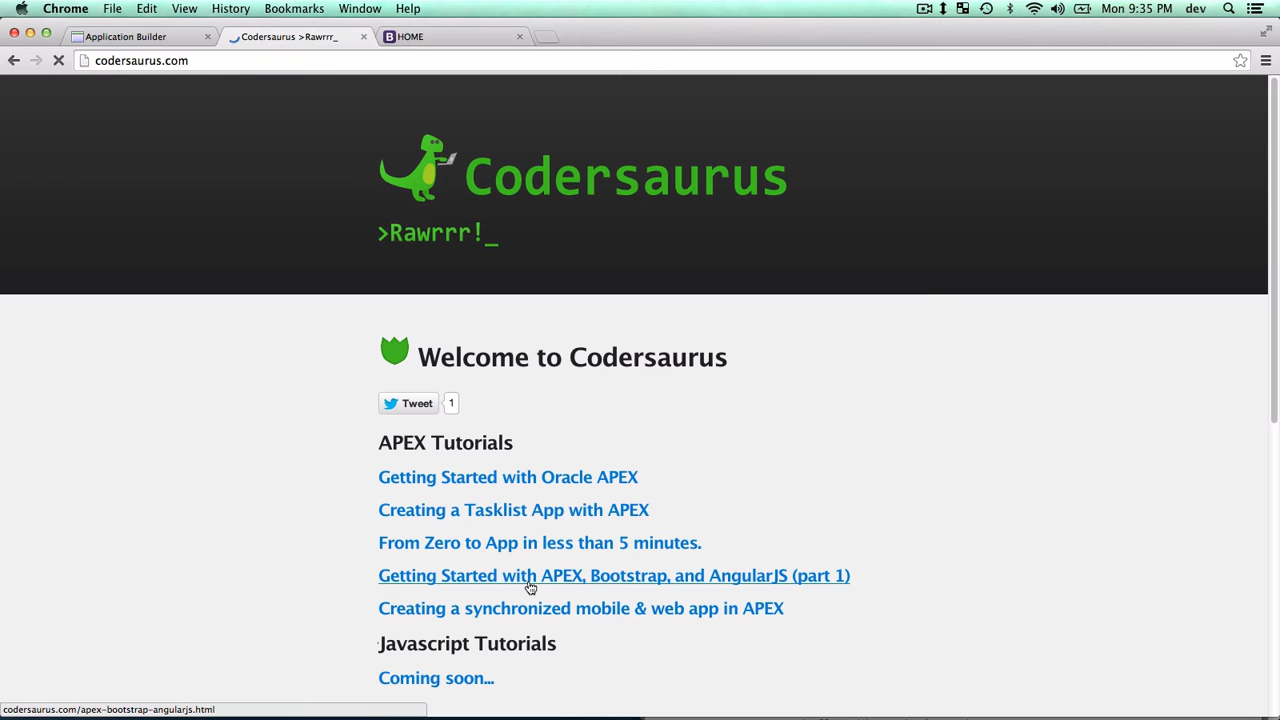 Chrome File Edit View History Bookmarks Window Help Mon 9:35 PM dev
Application Builder Codersaurus >Rawrrr_ HOME
codersaurus.com
Codersaurus
>Rawrrr!_
Welcome to Codersaurus
Tweet 1
APEX Tutorials
Getting Started with Oracle APEX
Creating a Tasklist App with APEX
From Zero to App in less than 5 minutes.
Getting Started with APEX, Bootstrap, and AngularJS (part 1)
Creating a synchronized mobile & web app in APEX
Javascript Tutorials
Coming soon...
codersaurus.com/apex-bootstrap-angularjs.html